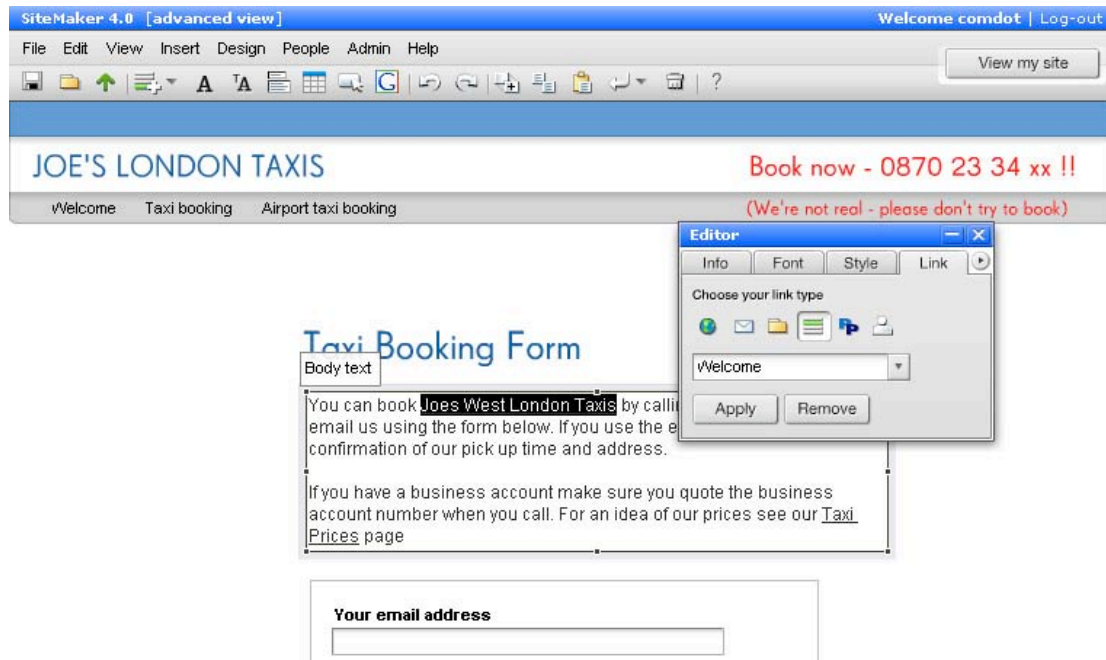 SiteMaker 4.0 [advanced view] Welcome comdot | Log-out
File Edit View Insert Design People Admin Help
View my site
JOE'S LONDON TAXIS
Book now - 0870 23 34 xx !!
Welcome Taxi booking Airport taxi booking
(We're not real - please don't try to book)
Editor
Info Font Style Link
Choose your link type
Welcome
Apply Remove
Taxi Booking Form
Body text
You can book Joes West London Taxis by
email us using the form below. If you use the
confirmation of our pick up time and address.
If you have a business account make sure you quote the business
account number when you call. For an idea of our prices see our Taxi
Prices page
Your email address